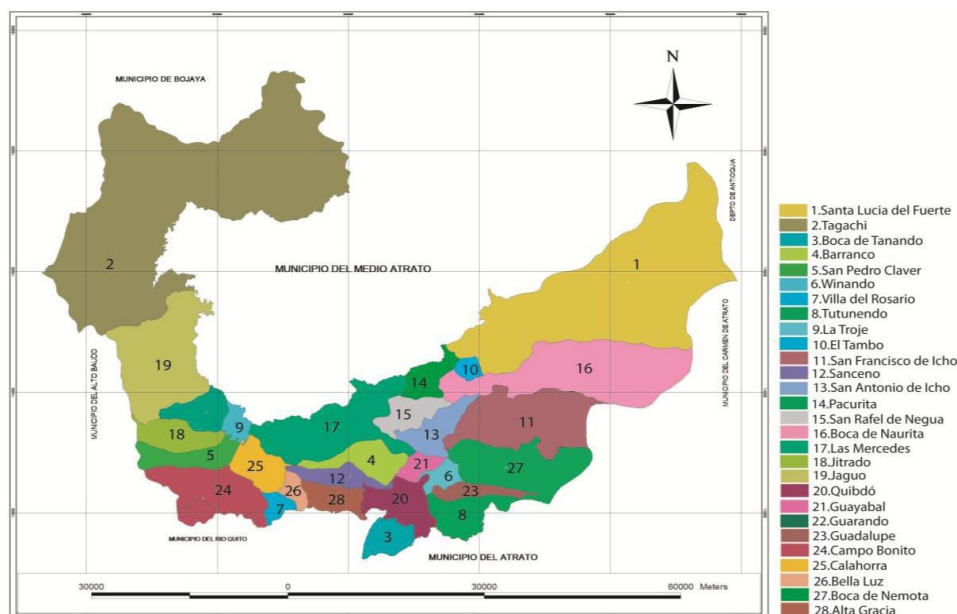 MUNICIPIO DE BOJAYA
N
DEPTO DE ANTIOQUIA
2
MUNICIPIO DEL MEDIO ATRATO
1
MUNICIPIO DEL ALTO BAUDO
MUNICIPIO DEL CARMEN DE ATRATO
19
10
16
14
15
9
17
13
11
18
5
25
4
21
6
27
24
26
12
28
20
23
7
8
3
MUNICIPIO DEL RIO QUITO
MUNICIPIO DEL ATRATO
30000 0 30000 60000 Meters
1.Santa Lucia del Fuerte
2.Tagachi
3.Boca de Tanando
4.Barranco
5.San Pedro Claver
6.Winando
7.Villa del Rosario
8.Tutunendo
9.La Troje
10.El Tambo
11.San Francisco de Icho
12.Sanceno
13.San Antonio de Icho
14.Pacurita
15.San Rafel de Negua
16.Boca de Naurita
17.Las Mercedes
18.Jitrado
19.Jaguo
20.Quibdó
21.Guayabal
22.Guarando
23.Guadalupe
24.Campo Bonito
25.Calahorra
26.Bella Luz
27.Boca de Nemota
28.Alta Gracia